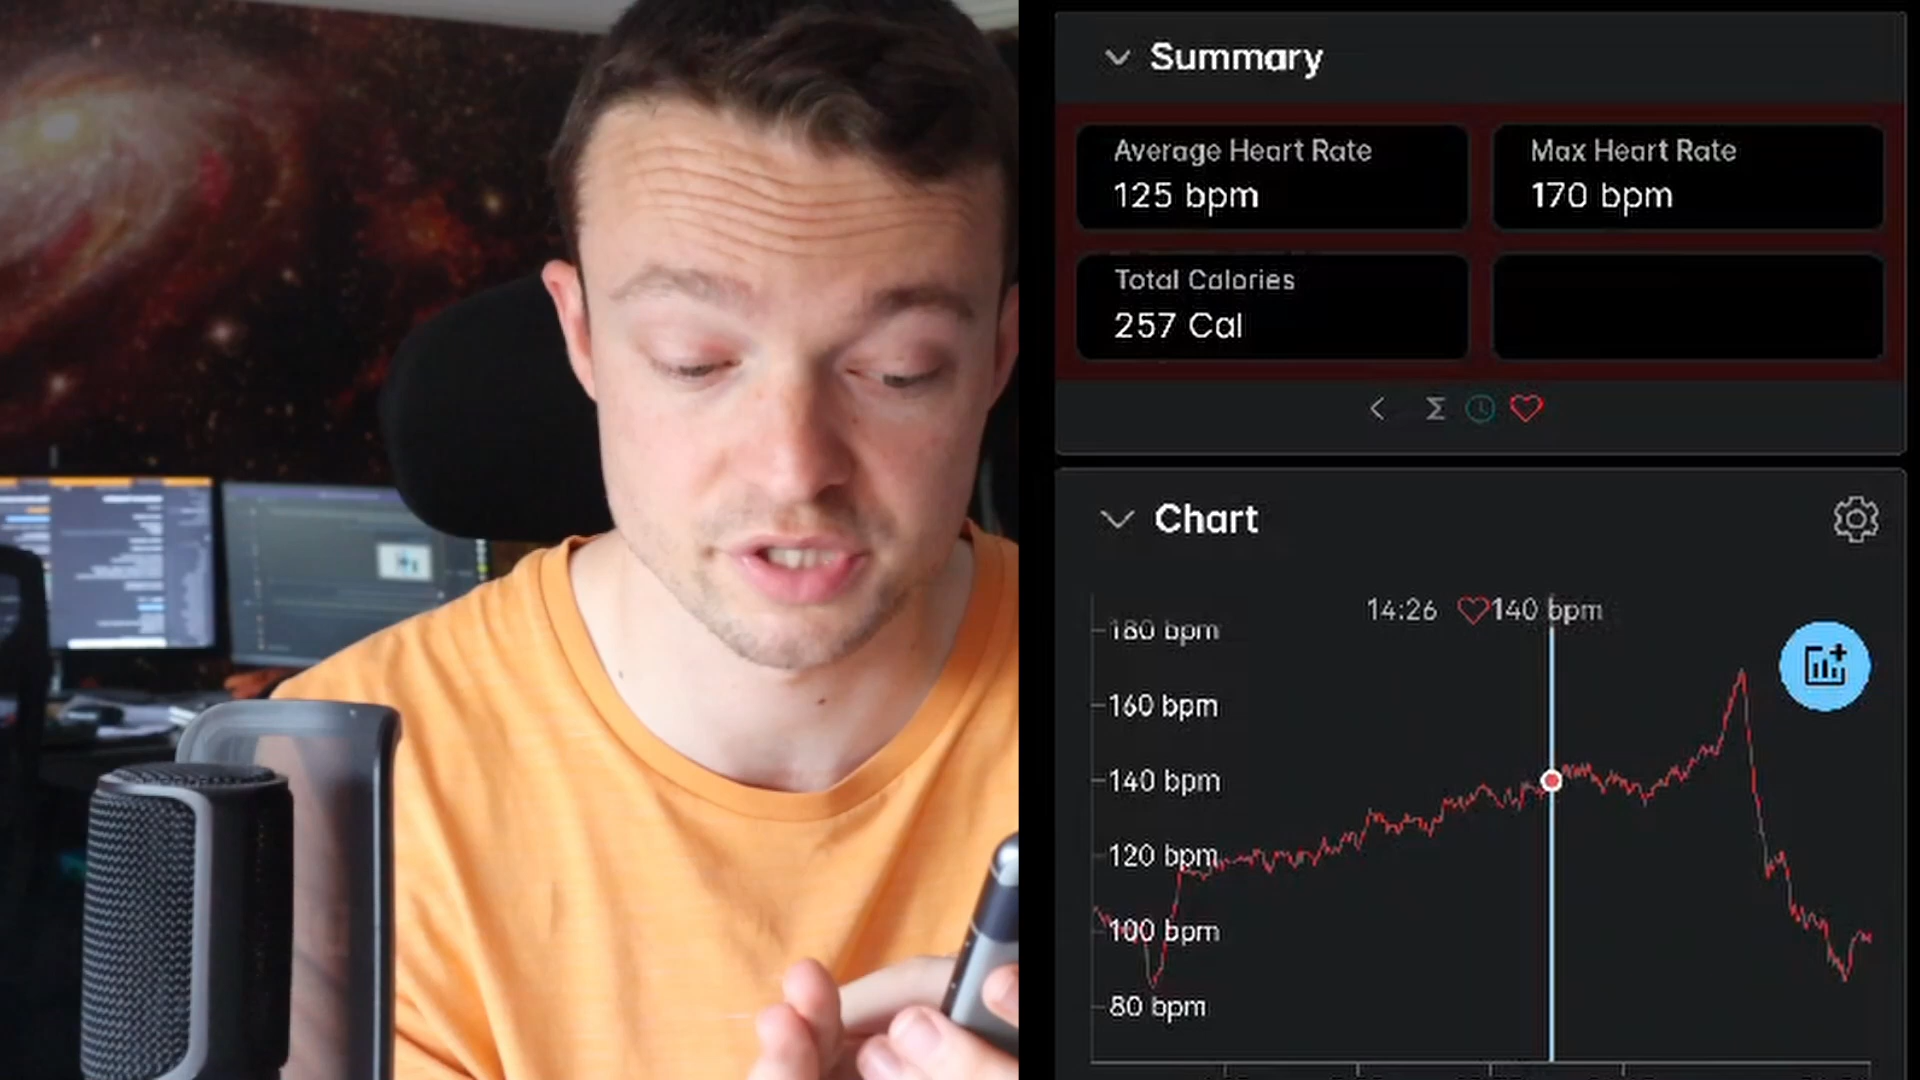 Summary
Average Heart Rate
125 bpm
Max Heart Rate
170 bpm
Total Calories
257 Cal
Chart
14:26 140 bpm
180 bpm
160 bpm
140 bpm
120 bpm
100 bpm
80 bpm